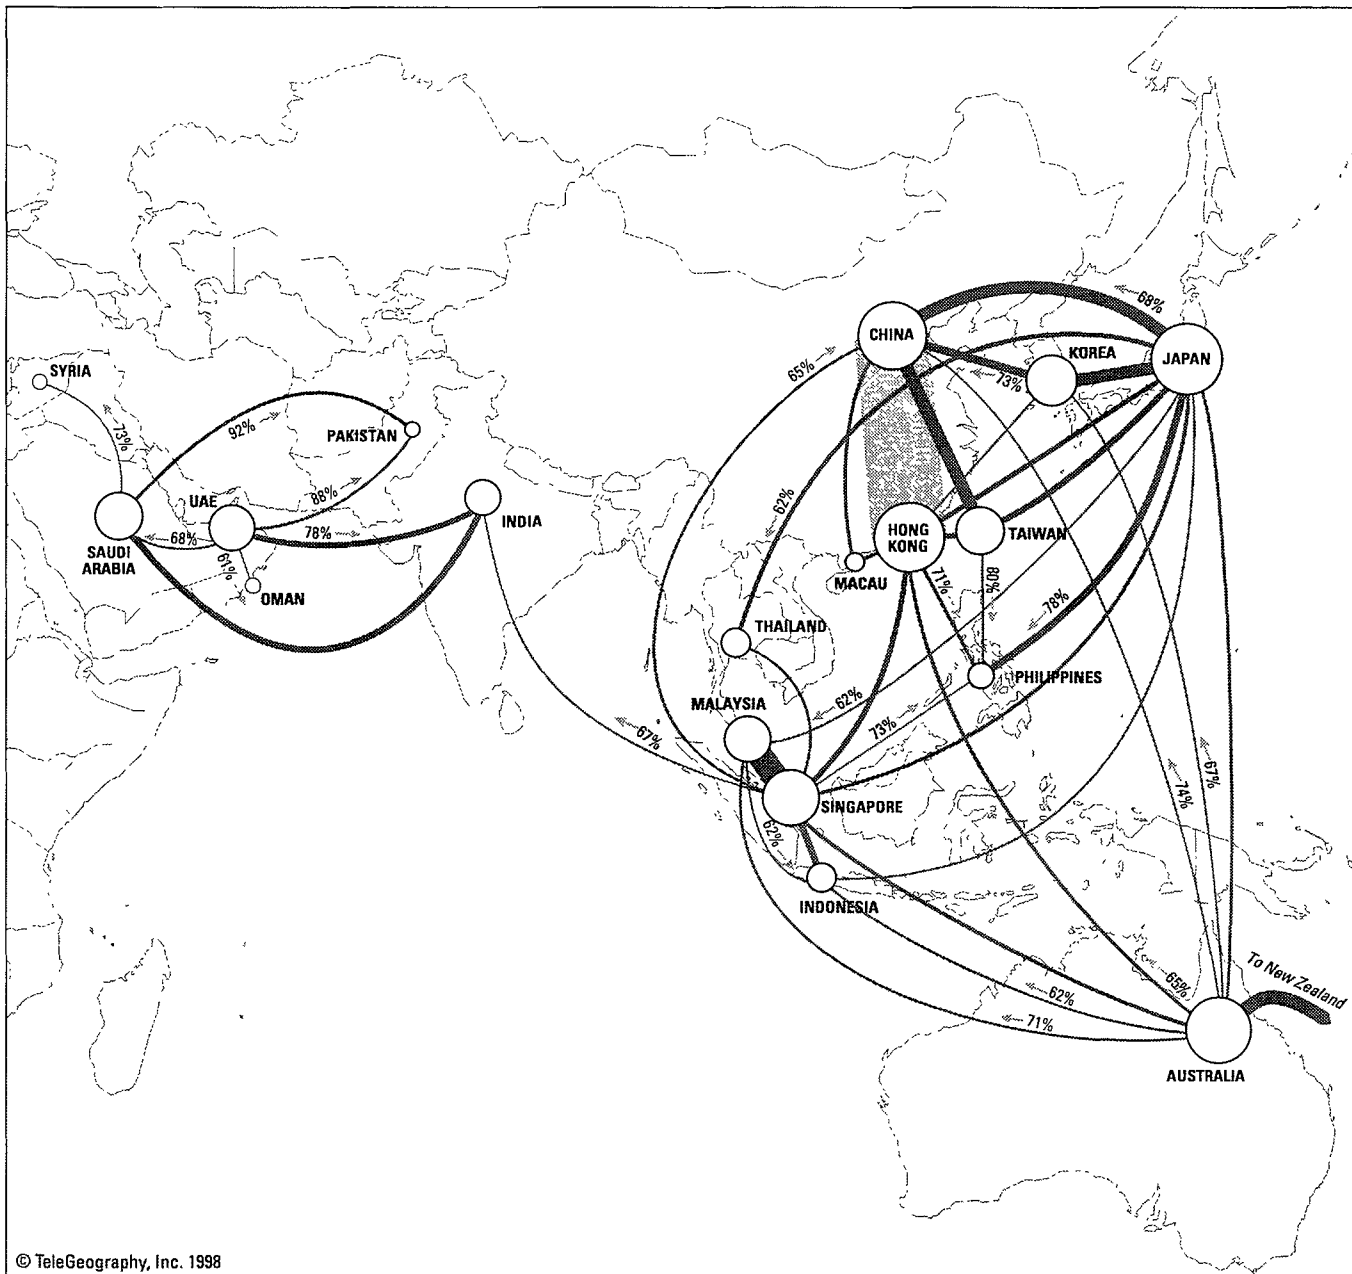 68%
CHINA
KOREA
JAPAN
65%
73%
SYRIA
92%
PAKISTAN
73%
88%
UAE
INDIA
62%
78%
68%
SAUDI
ARABIA
61%
OMAN
HONG
KONG
TAIWAN
MACAU
71%
80%
78%
THAILAND
PHILIPPINES
MALAYSIA
62%
73%
67%
SINGAPORE
67%
74%
62%
INDONESIA
To New Zealand
65%
62%
71%
AUSTRALIA
© TeleGeography, Inc. 1998